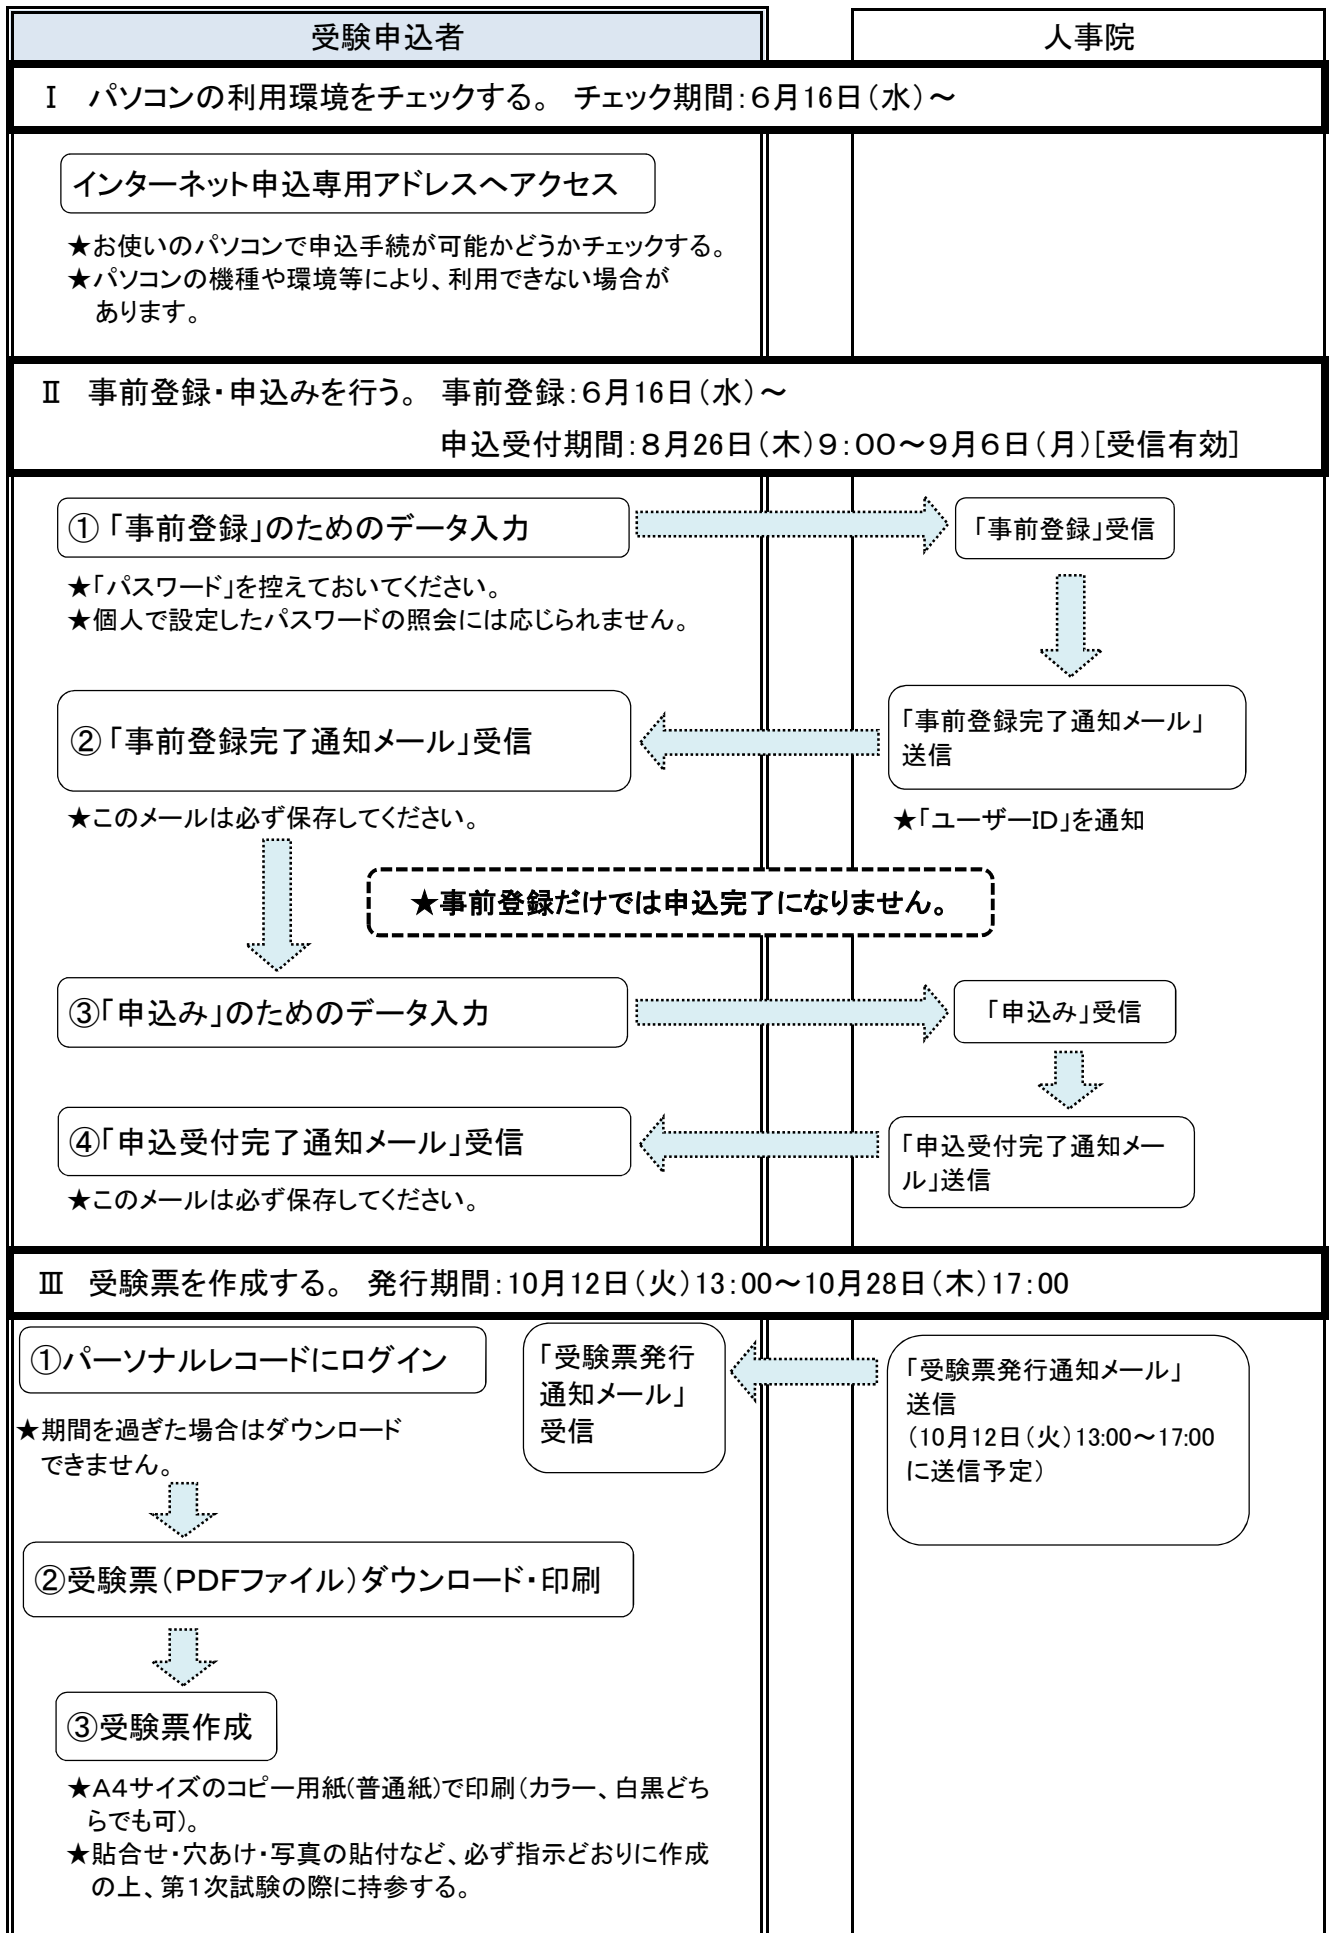 受験申込者
人事院
Ⅰ　パソコンの利用環境をチェックする。 チェック期間：６月16日（水）～
インターネット申込専用アドレスへアクセス
★お使いのパソコンで申込手続が可能かどうかチェックする。
★パソコンの機種や環境等により、利用できない場合が
あります。
Ⅱ　事前登録・申込みを行う。 事前登録：６月16日（水）～
申込受付期間：８月26日（木）９：００～９月６日（月）[受信有効]
①「事前登録」のためのデータ入力
「事前登録」受信
★「パスワード」を控えておいてください。
★個人で設定したパスワードの照会には応じられません。
②「事前登録完了通知メール」受信
「事前登録完了通知メール」
送信
★このメールは必ず保存してください。
★「ユーザーID」を通知
★事前登録だけでは申込完了になりません。
③「申込み」のためのデータ入力
「申込み」受信
④「申込受付完了通知メール」受信
「申込受付完了通知メー
ル」送信
★このメールは必ず保存してください。
Ⅲ　受験票を作成する。 発行期間：10月12日（火）13：00～10月28日（木）17：00
①パーソナルレコードにログイン
「受験票発行
通知メール」
受信
「受験票発行通知メール」
送信
（10月12日（火）13:00～17:00
に送信予定）
★期間を過ぎた場合はダウンロード
できません。
②受験票（ＰＤＦファイル）ダウンロード・印刷
③受験票作成
★Ａ４サイズのコピー用紙(普通紙)で印刷（カラー、白黒どち
らでも可）。
★貼合せ・穴あけ・写真の貼付など、必ず指示どおりに作成
の上、第１次試験の際に持参する。